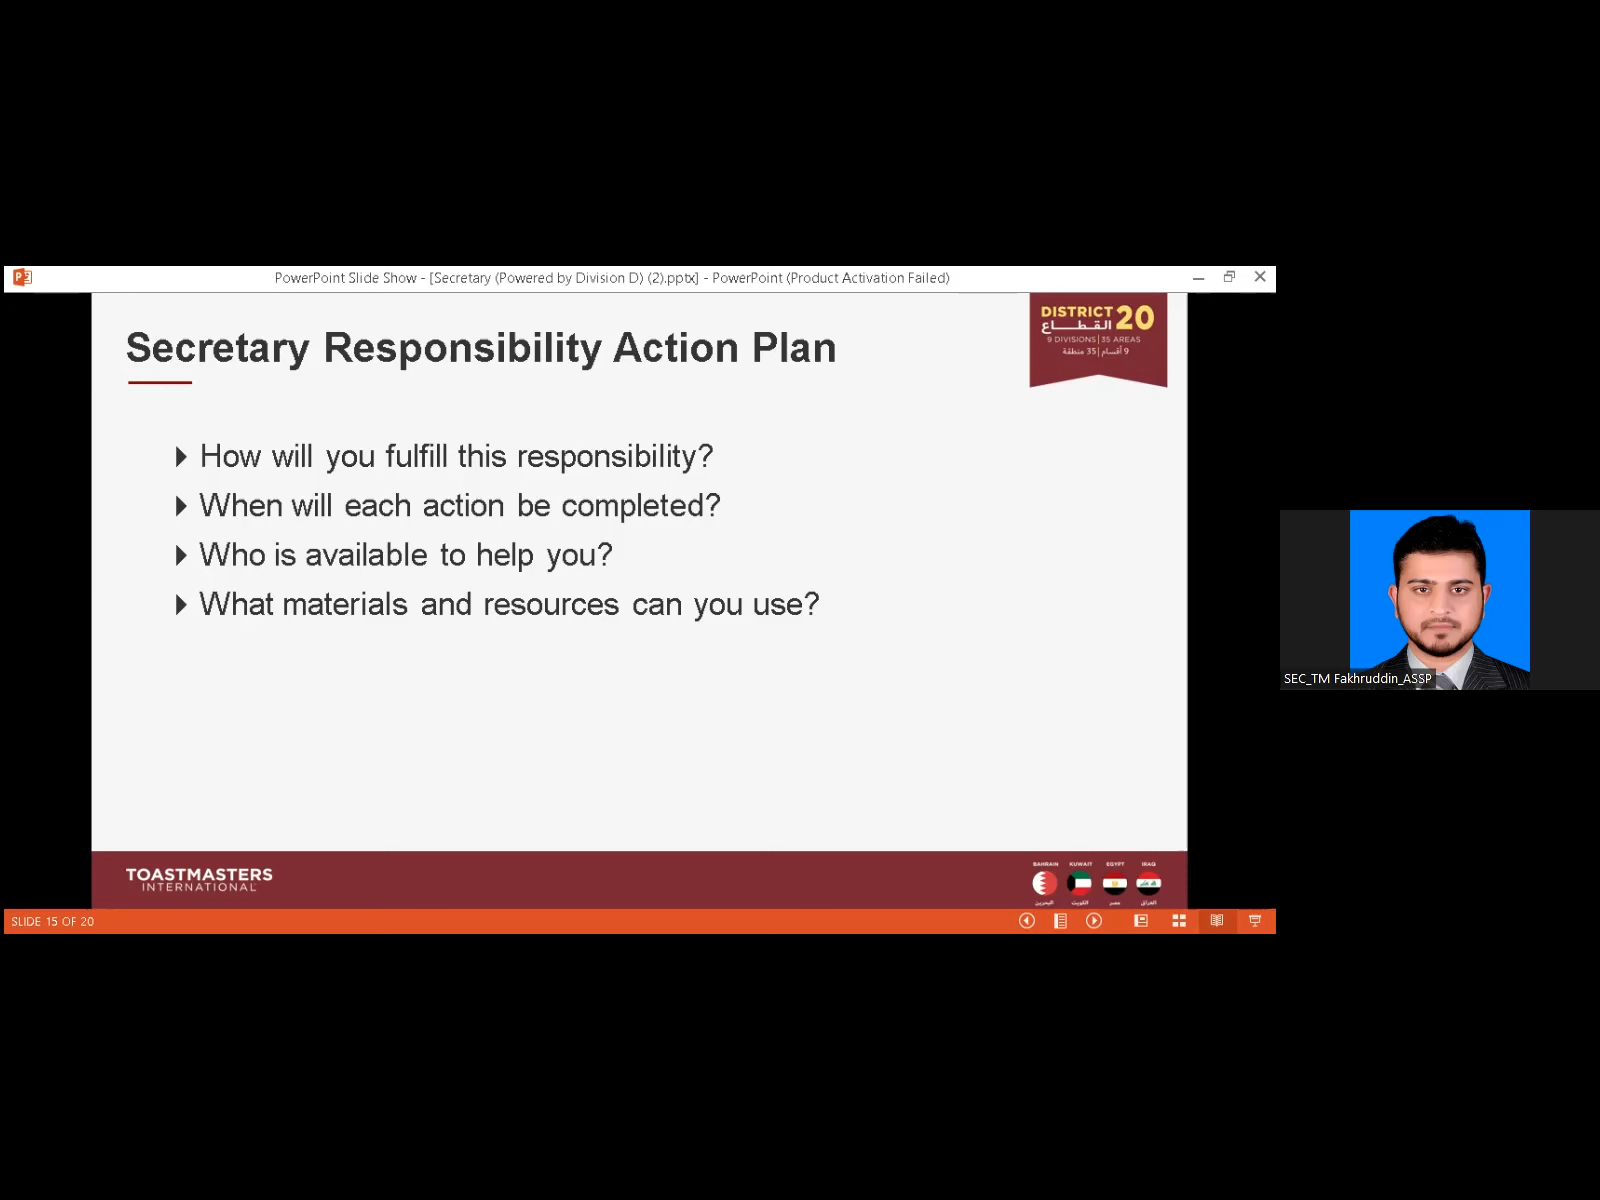 PowerPoint Slide Show - [Secretary (Powered by Division D) (2).pptx] - PowerPoint (Product Activation Failed)
Secretary Responsibility Action Plan
DISTRICT 20
القطاع
9 DIVISIONS | 35 AREAS
9 أقسام | 35 منطقة
How will you fulfill this responsibility?
When will each action be completed?
Who is available to help you?
What materials and resources can you use?
SEC_TM Fakhruddin_ASSP
TOASTMASTERS
INTERNATIONAL
BAHRAIN KUWAIT EGYPT IRAQ
البحرين الكويت مصر العراق
SLIDE 15 OF 20